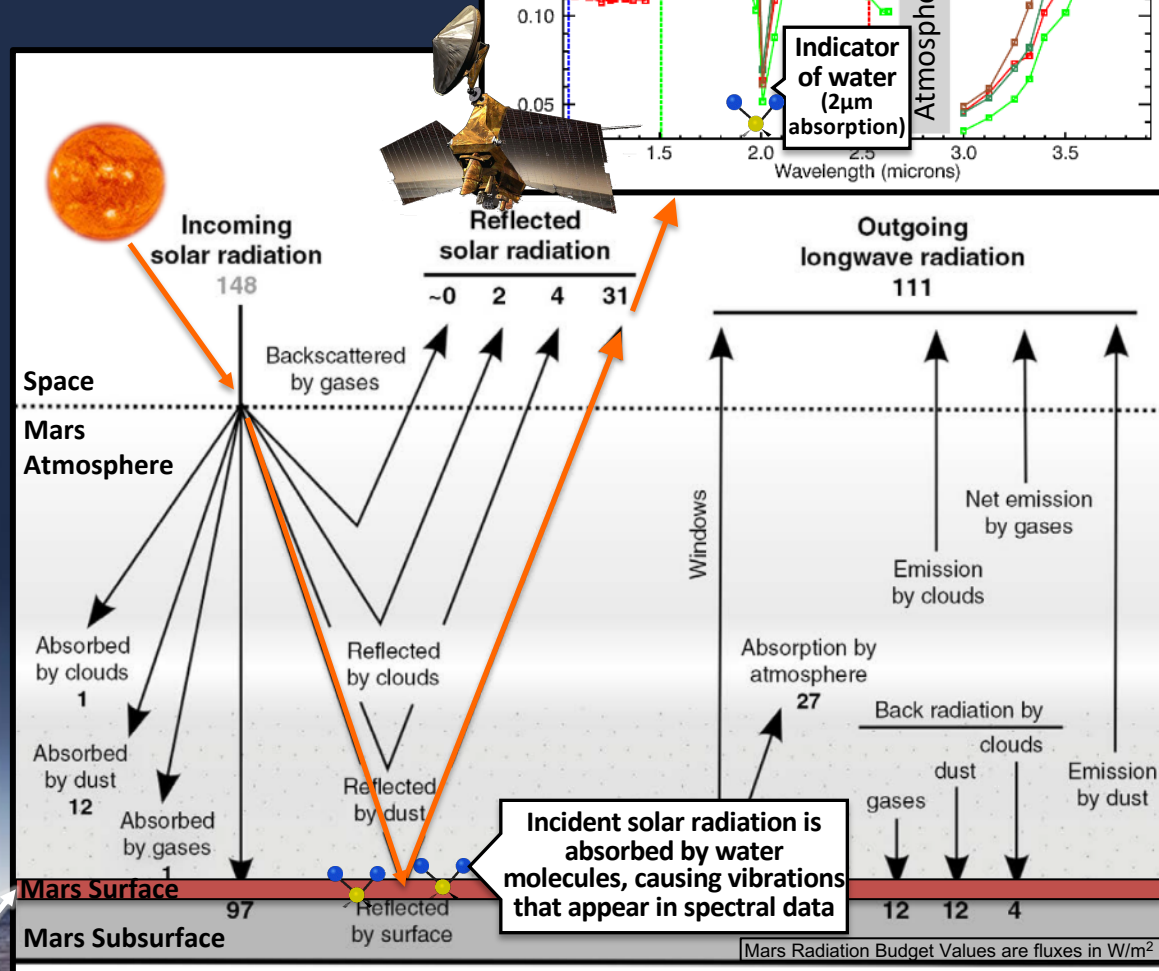 0.10
0.05
Indicator
of water
(2µm
absorption)
1.5
2.0
2.5
3.0
3.5
Wavelength (microns)
Incoming
solar radiation
148
Reflected
solar radiation
~0 2 4 31
Outgoing
longwave radiation
111
Backscattered
by gases
Space
Mars
Atmosphere
Windows
Net emission
by gases
Emission
by clouds
Absorbed
by clouds
1
Reflected
by clouds
Absorption by
atmosphere
27
Back radiation by
clouds
dust
gases
Emission
by dust
Absorbed
by dust
12
Reflected
by dust
Absorbed
by gases
1
Incident solar radiation is
absorbed by water
molecules, causing vibrations
that appear in spectral data
Mars Surface
97
Reflected
by surface
12 12 4
Mars Subsurface
Mars Radiation Budget Values are fluxes in W/m²